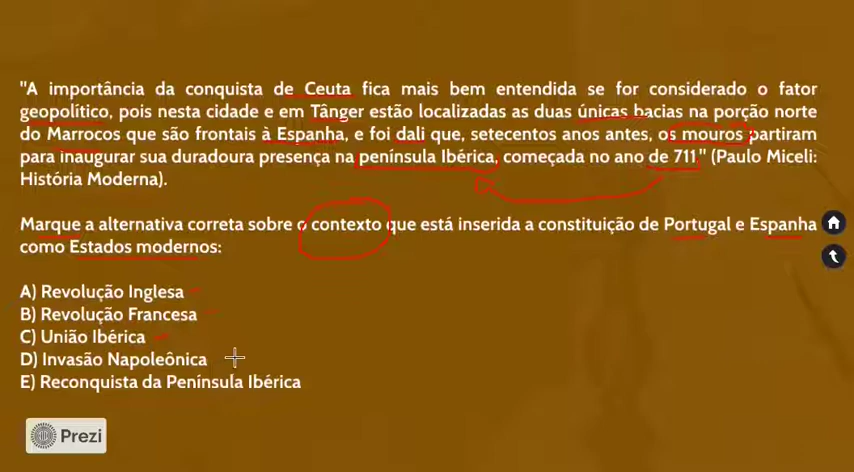 "A importância da conquista de Ceuta fica mais bem entendida se for considerado o fator
geopolítico, pois nesta cidade e em Tânger estão localizadas as duas únicas bacias na porção norte
do Marrocos que são frontais à Espanha, e foi dali que, setecentos anos antes, os mouros partiram
para inaugurar sua duradoura presença na península Ibérica, começada no ano de 711." (Paulo Miceli:
História Moderna).
Marque a alternativa correta sobre o contexto que está inserida a constituição de Portugal e Espanha
como Estados modernos:
A) Revolução Inglesa
B) Revolução Francesa
C) União Ibérica
D) Invasão Napoleônica
E) Reconquista da Península Ibérica
Prezi